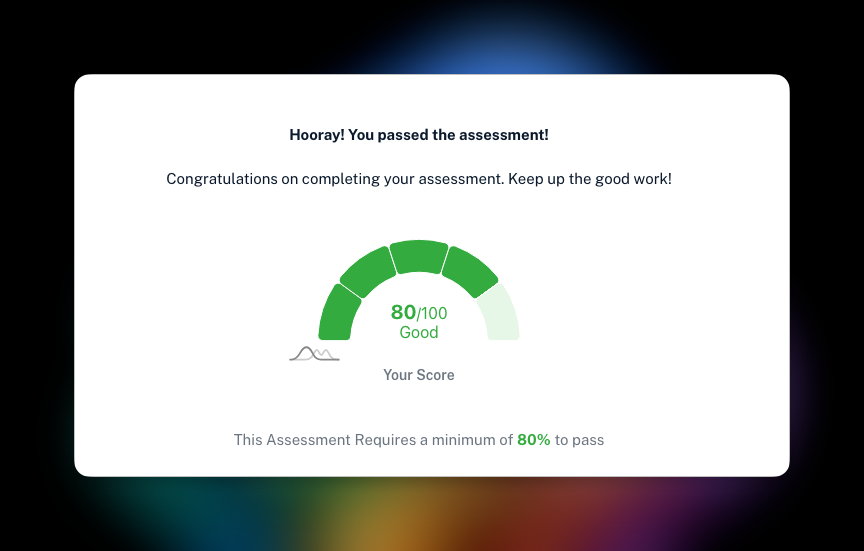 Hooray! You passed the assessment!
Congratulations on completing your assessment. Keep up the good work!
80/100
Good
Your Score
This Assessment Requires a minimum of 80% to pass